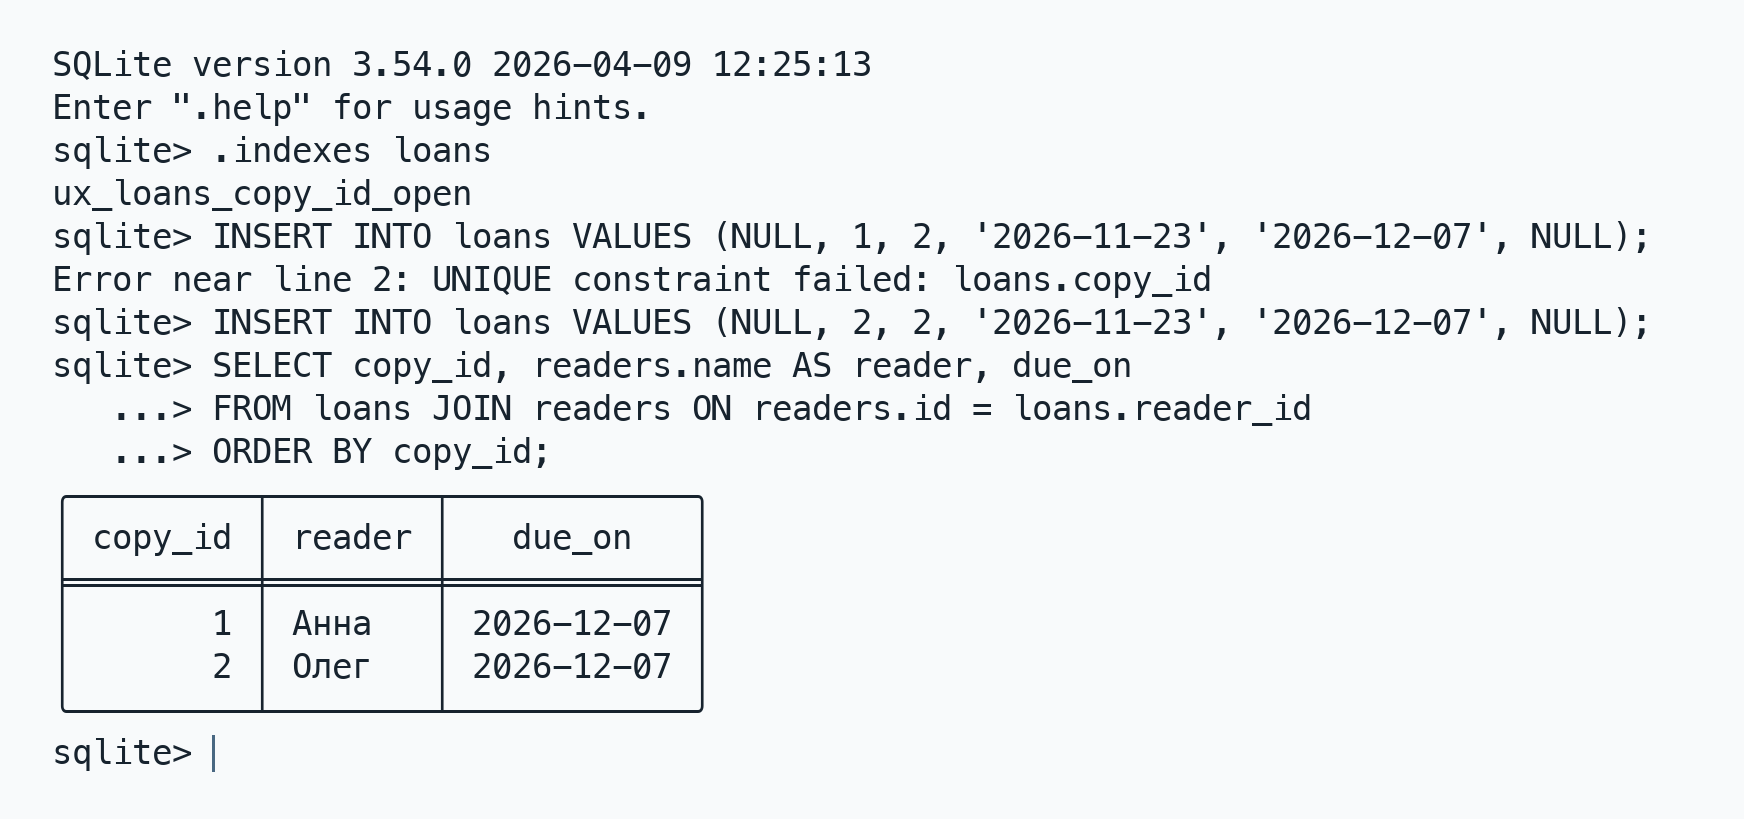 SQLite version 3.54.0 2026-04-09 12:25:13
Enter ".help" for usage hints.
sqlite> .indexes loans
ux_loans_copy_id_open
sqlite> INSERT INTO loans VALUES (NULL, 1, 2, '2026-11-23', '2026-12-07', NULL);
Error near line 2: UNIQUE constraint failed: loans.copy_id
sqlite> INSERT INTO loans VALUES (NULL, 2, 2, '2026-11-23', '2026-12-07', NULL);
sqlite> SELECT copy_id, readers.name AS reader, due_on
   ...> FROM loans JOIN readers ON readers.id = loans.reader_id
   ...> ORDER BY copy_id;
copy_id reader due_on
1 Анна 2026-12-07
2 Олег 2026-12-07
sqlite>